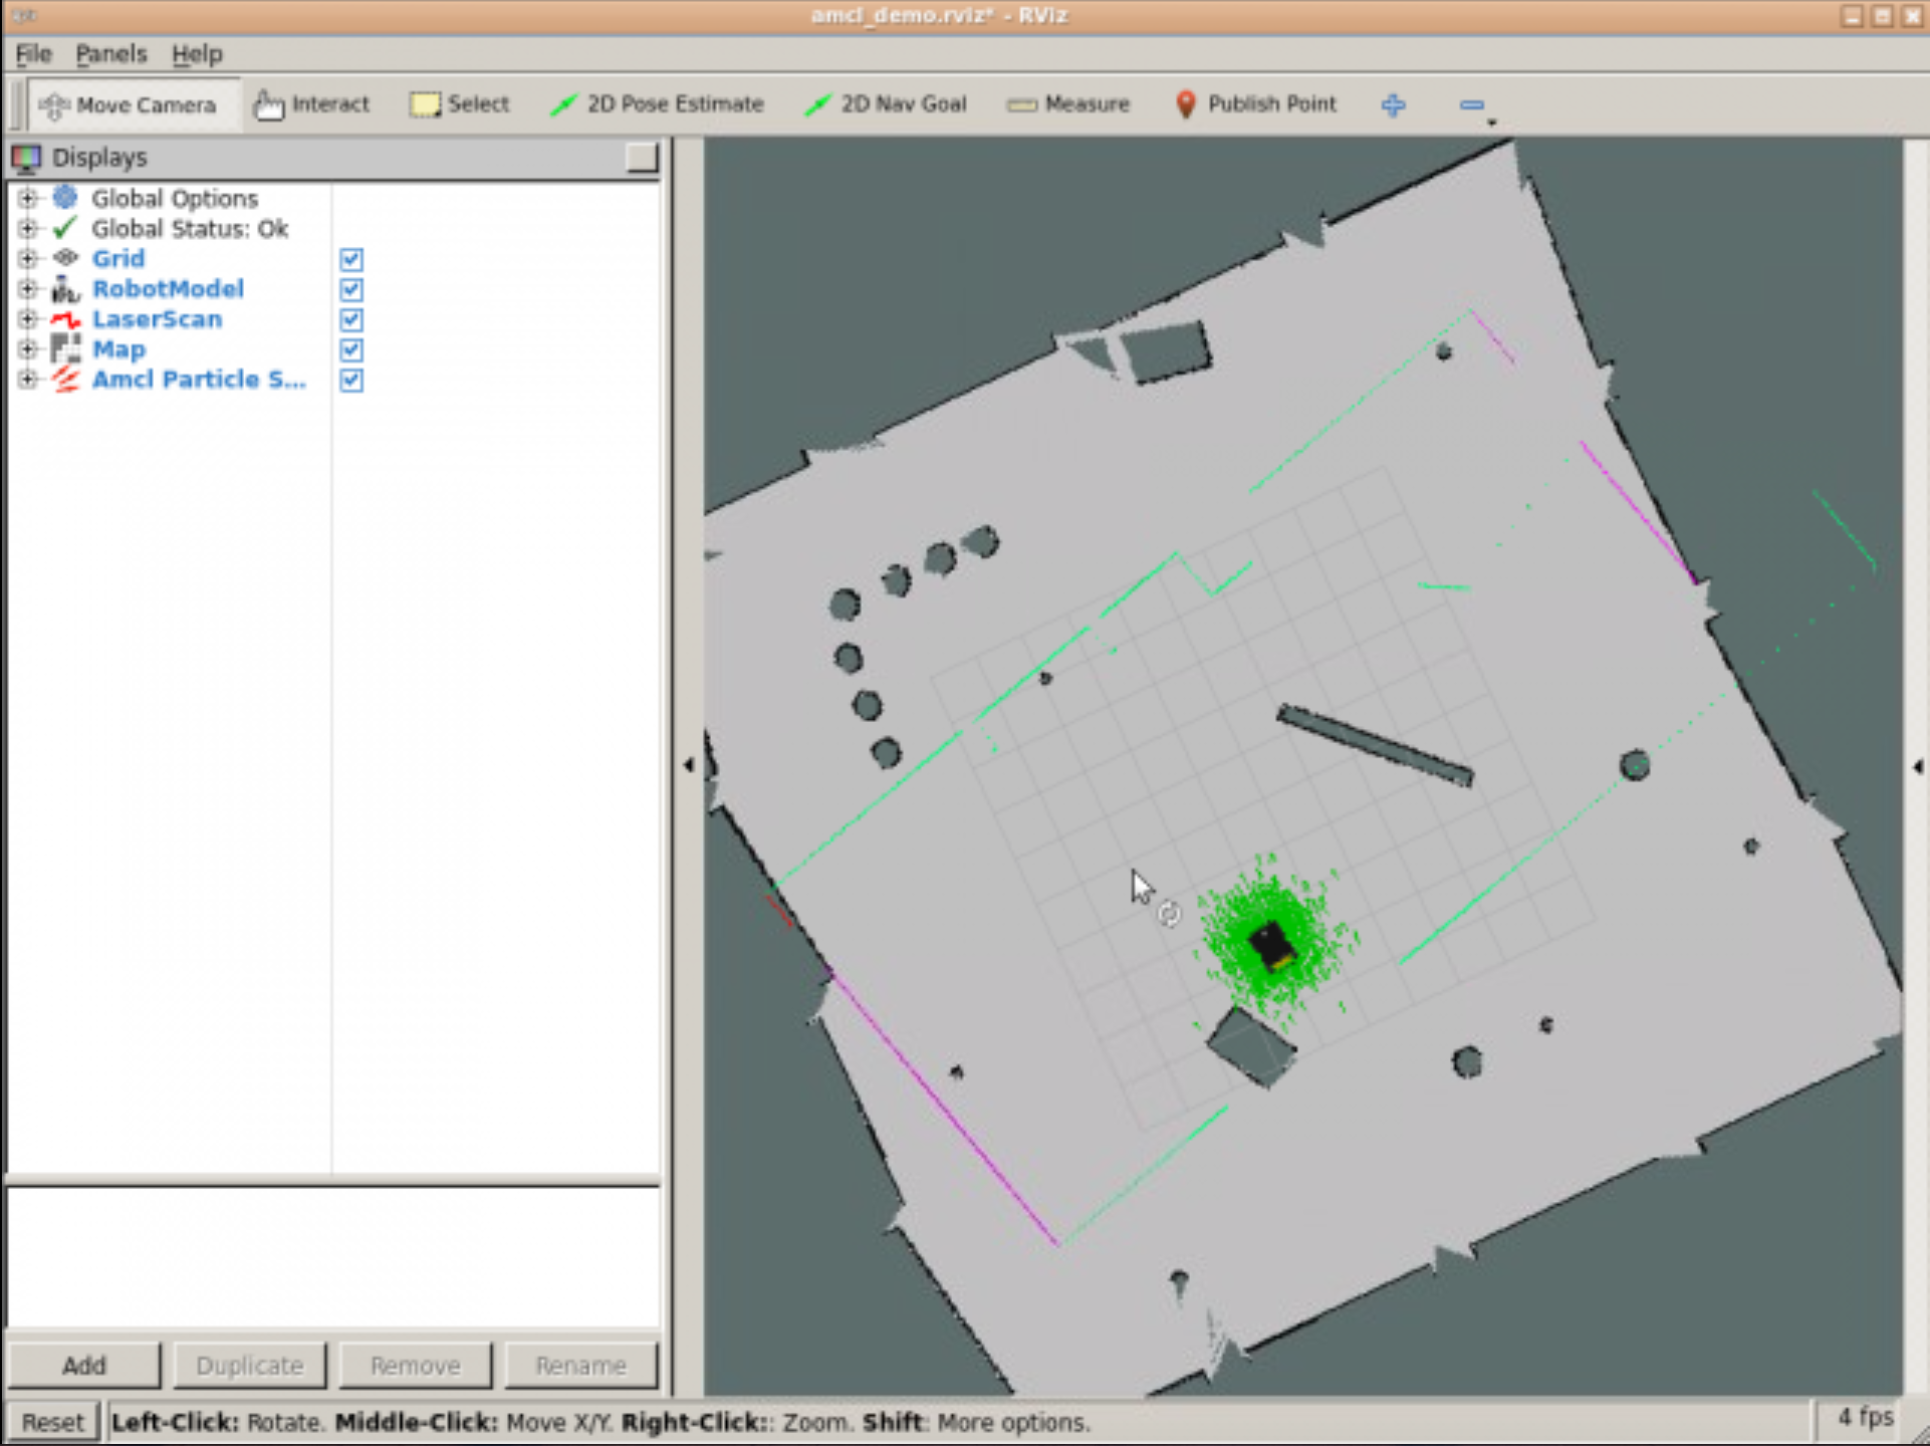 amcl_demo.rviz* - RViz
File Panels Help
Move Camera Interact Select 2D Pose Estimate 2D Nav Goal Measure Publish Point
Displays
Global Options
Global Status: Ok
Grid
RobotModel
LaserScan
Map
Amcl Particle S...
Add Duplicate Remove Rename
Reset Left-Click: Rotate. Middle-Click: Move X/Y. Right-Click:: Zoom. Shift: More options. 4 fps